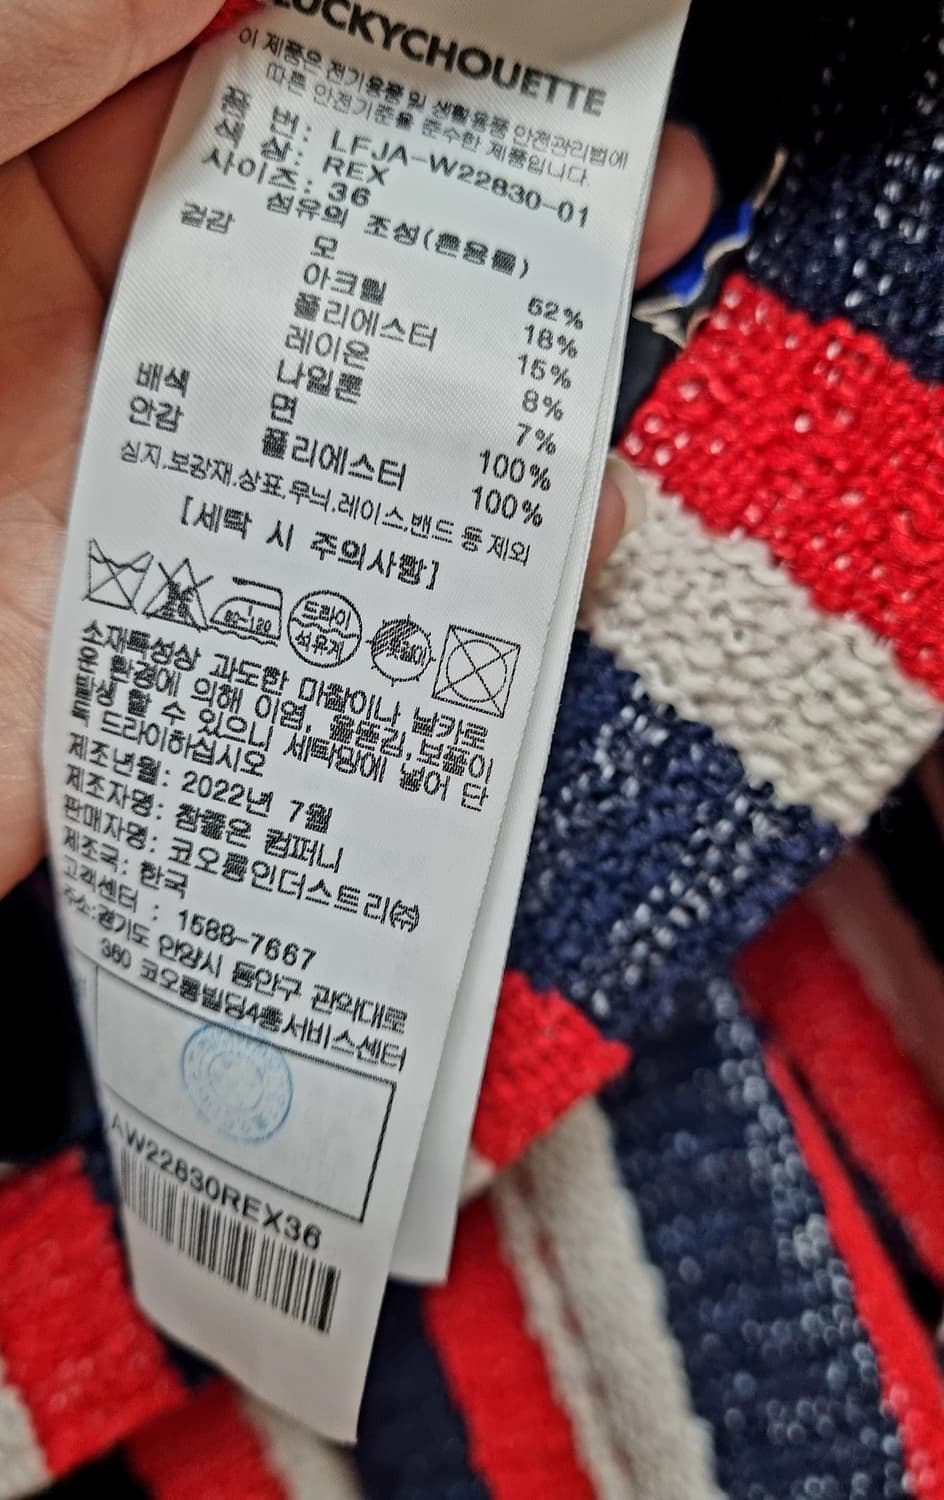 LUCKYCHOUETTE
이 제품은 전기용품 및 생활용품 안전관리법에
따른 안전기준을 준수한 제품입니다.
품 번: LFJA-W22830-01
색 상: REX
사이즈: 36
섬유의 조성(혼용률)
겉감 모 52%
아크릴 18%
폴리에스터 15%
레이온 8%
나일론 7%
배색 면 100%
안감 폴리에스터 100%
심지,보강재,상표,무늬,레이스,밴드 등 제외
[세탁 시 주의사항]
80~120
드라이
석유계
소재특성상 과도한 마찰이나 날카로
운 환경에 의해 이염, 올뜯김,보풀이
발생 할 수 있으니 세탁망에 넣어 단
독 드라이하십시오
제조년월: 2022년 7월
제조자명: 참좋은 컴퍼니
판매자명: 코오롱인더스트리㈜
제조국: 한국
고객센터 : 1588-7667
주소:경기도 안양시 동안구 관악대로
360 코오롱빌딩4층서비스센터
AW22830REX36